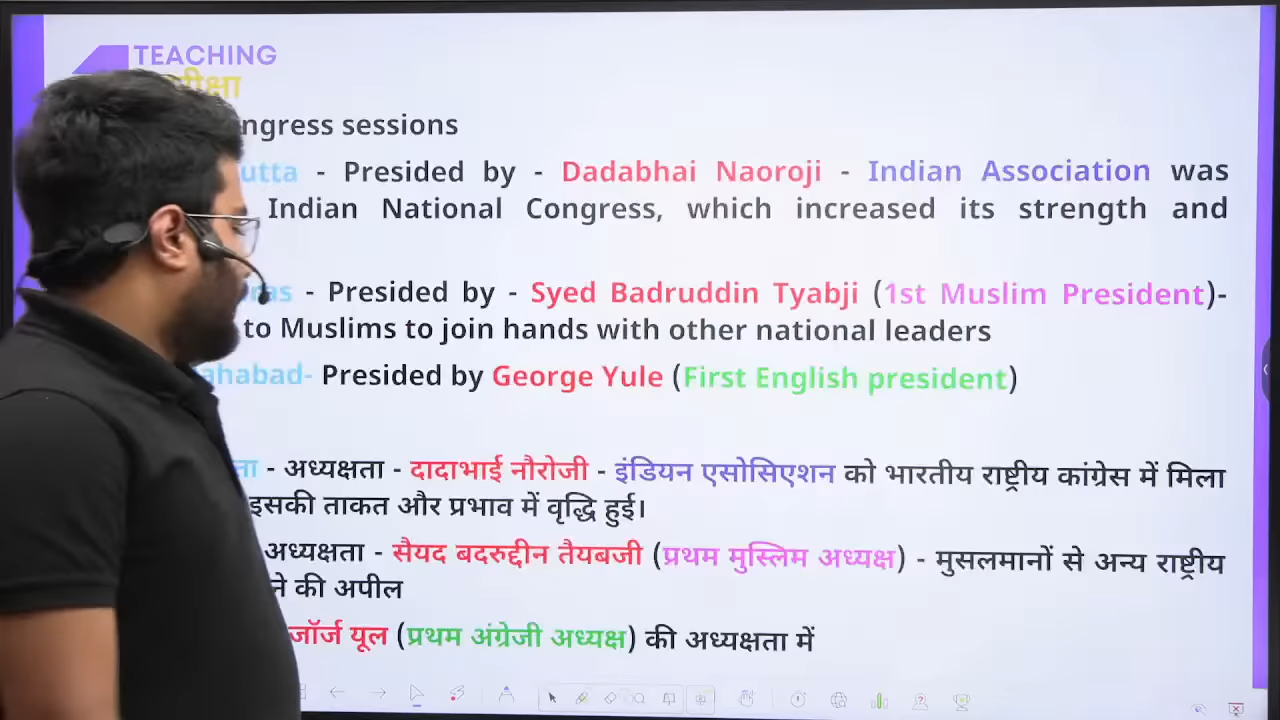 TEACHING
ngress sessions
utta - Presided by - Dadabhai Naoroji - Indian Association was
Indian National Congress, which increased its strength and
ras - Presided by - Syed Badruddin Tyabji (1st Muslim President)-
to Muslims to join hands with other national leaders
ahabad- Presided by George Yule (First English president)
ता - अध्यक्षता - दादाभाई नौरोजी - इंडियन एसोसिएशन को भारतीय राष्ट्रीय कांग्रेस में मिला
इसकी ताकत और प्रभाव में वृद्धि हुई।
अध्यक्षता - सैयद बदरुद्दीन तैयबजी (प्रथम मुस्लिम अध्यक्ष) - मुसलमानों से अन्य राष्ट्रीय
ने की अपील
जॉर्ज यूल (प्रथम अंग्रेजी अध्यक्ष) की अध्यक्षता में